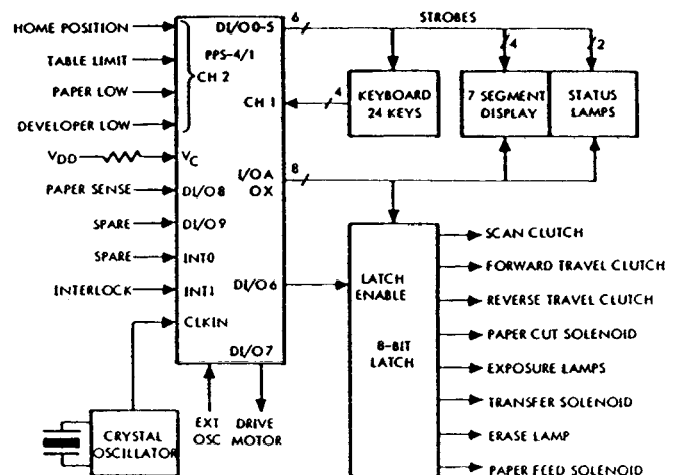 HOME POSITION
TABLE LIMIT
PAPER LOW
DEVELOPER LOW
VDD
PAPER SENSE
SPARE
SPARE
INTERLOCK
DI/O0-5
PPS-4/1
CH 2
CH 1
VC
I/OA
OX
DI/O8
DI/O9
INT0
INT1
DI/O6
CLKIN
DI/O7
6
STROBES
4
2
4
KEYBOARD
24 KEYS
7 SEGMENT
DISPLAY
STATUS
LAMPS
8
LATCH
ENABLE
8-BIT
LATCH
SCAN CLUTCH
FORWARD TRAVEL CLUTCH
REVERSE TRAVEL CLUTCH
PAPER CUT SOLENOID
EXPOSURE LAMPS
TRANSFER SOLENOID
ERASE LAMP
PAPER FEED SOLENOID
EXT
OSC
DRIVE
MOTOR
CRYSTAL
OSCILLATOR